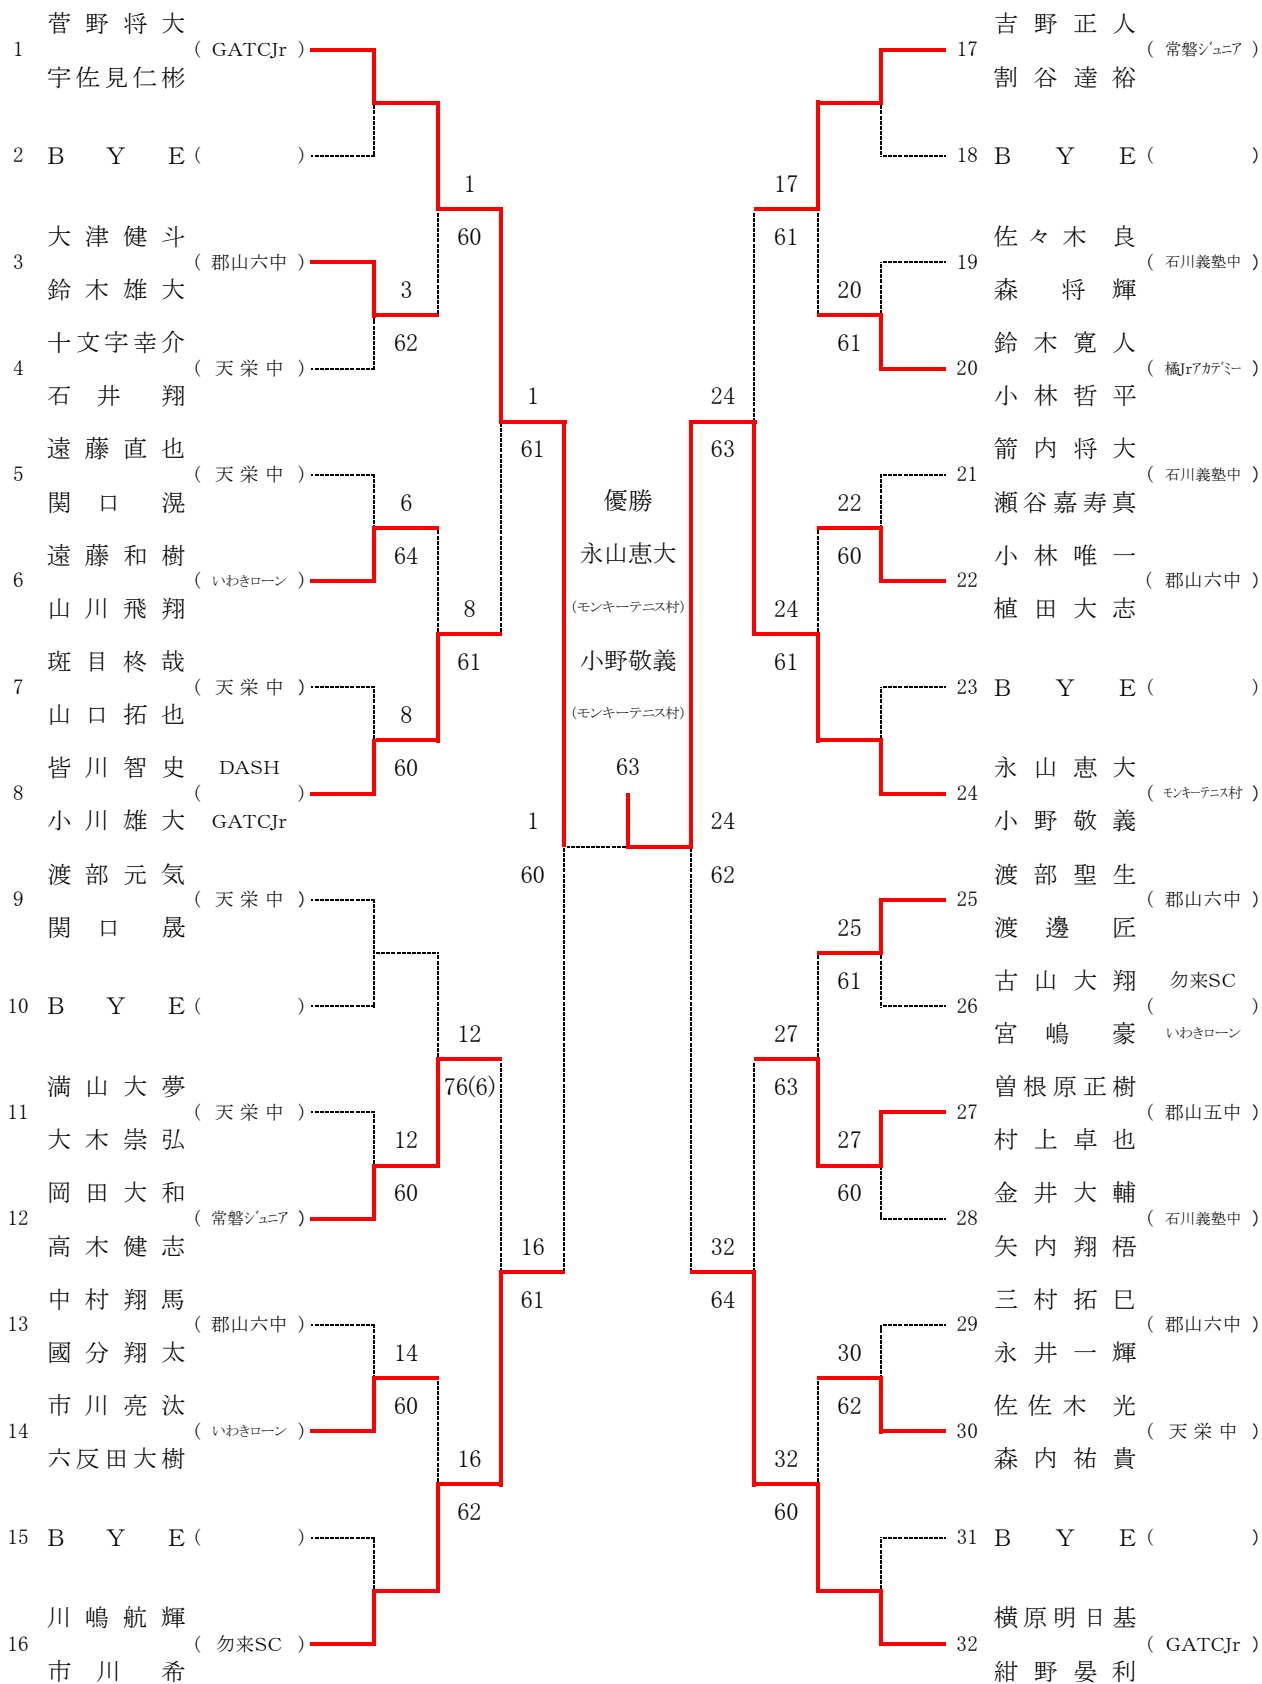 菅野将大
1 ( GATCJr )
宇佐見仁彬
2 BYE ( )
大津健斗
3 ( 郡山六中 )
鈴木雄大
十文字幸介
4 ( 天栄中 )
石井翔
遠藤直也
5 ( 天栄中 )
関口滉
遠藤和樹
6 ( いわきローン )
山川飛翔
斑目柊哉
7 ( 天栄中 )
山口拓也
皆川智史 DASH
8 ( )
小川雄大 GATCJr
渡部元気
9 ( 天栄中 )
関口晟
10 BYE ( )
満山大夢
11 ( 天栄中 )
大木崇弘
岡田大和
12 ( 常磐ジュニア )
高木健志
中村翔馬
13 ( 郡山六中 )
國分翔太
市川亮汰
14 ( いわきローン )
六反田大樹
15 BYE ( )
川嶋航輝
16 ( 勿来SC )
市川希
3
62
6
64
8
60
12
60
14
60
1
60
8
61
12
76(6)
16
62
1
61
16
61
1
60
優勝
永山恵大
(モンキーテニス村)
小野敬義
(モンキーテニス村)
63
24
62
24
63
32
64
17
61
24
61
27
63
32
60
20
61
22
60
25
61
27
60
30
62
吉野正人
17 ( 常磐ジュニア )
割谷達裕
18 BYE ( )
佐々木良
19 ( 石川義塾中 )
森将輝
鈴木寛人
20 ( 橘Jrアカデミー )
小林哲平
箭内将大
21 ( 石川義塾中 )
瀬谷嘉寿真
小林唯一
22 ( 郡山六中 )
植田大志
23 BYE ( )
永山恵大
24 ( モンキーテニス村 )
小野敬義
渡部聖生
25 ( 郡山六中 )
渡邊匠
古山大翔 勿来SC
26 ( )
宮嶋豪 いわきローン
曽根原正樹
27 ( 郡山五中 )
村上卓也
金井大輔
28 ( 石川義塾中 )
矢内翔梧
三村拓巳
29 ( 郡山六中 )
永井一輝
佐佐木光
30 ( 天栄中 )
森内祐貴
31 BYE ( )
横原明日基
32 ( GATCJr )
紺野晏利